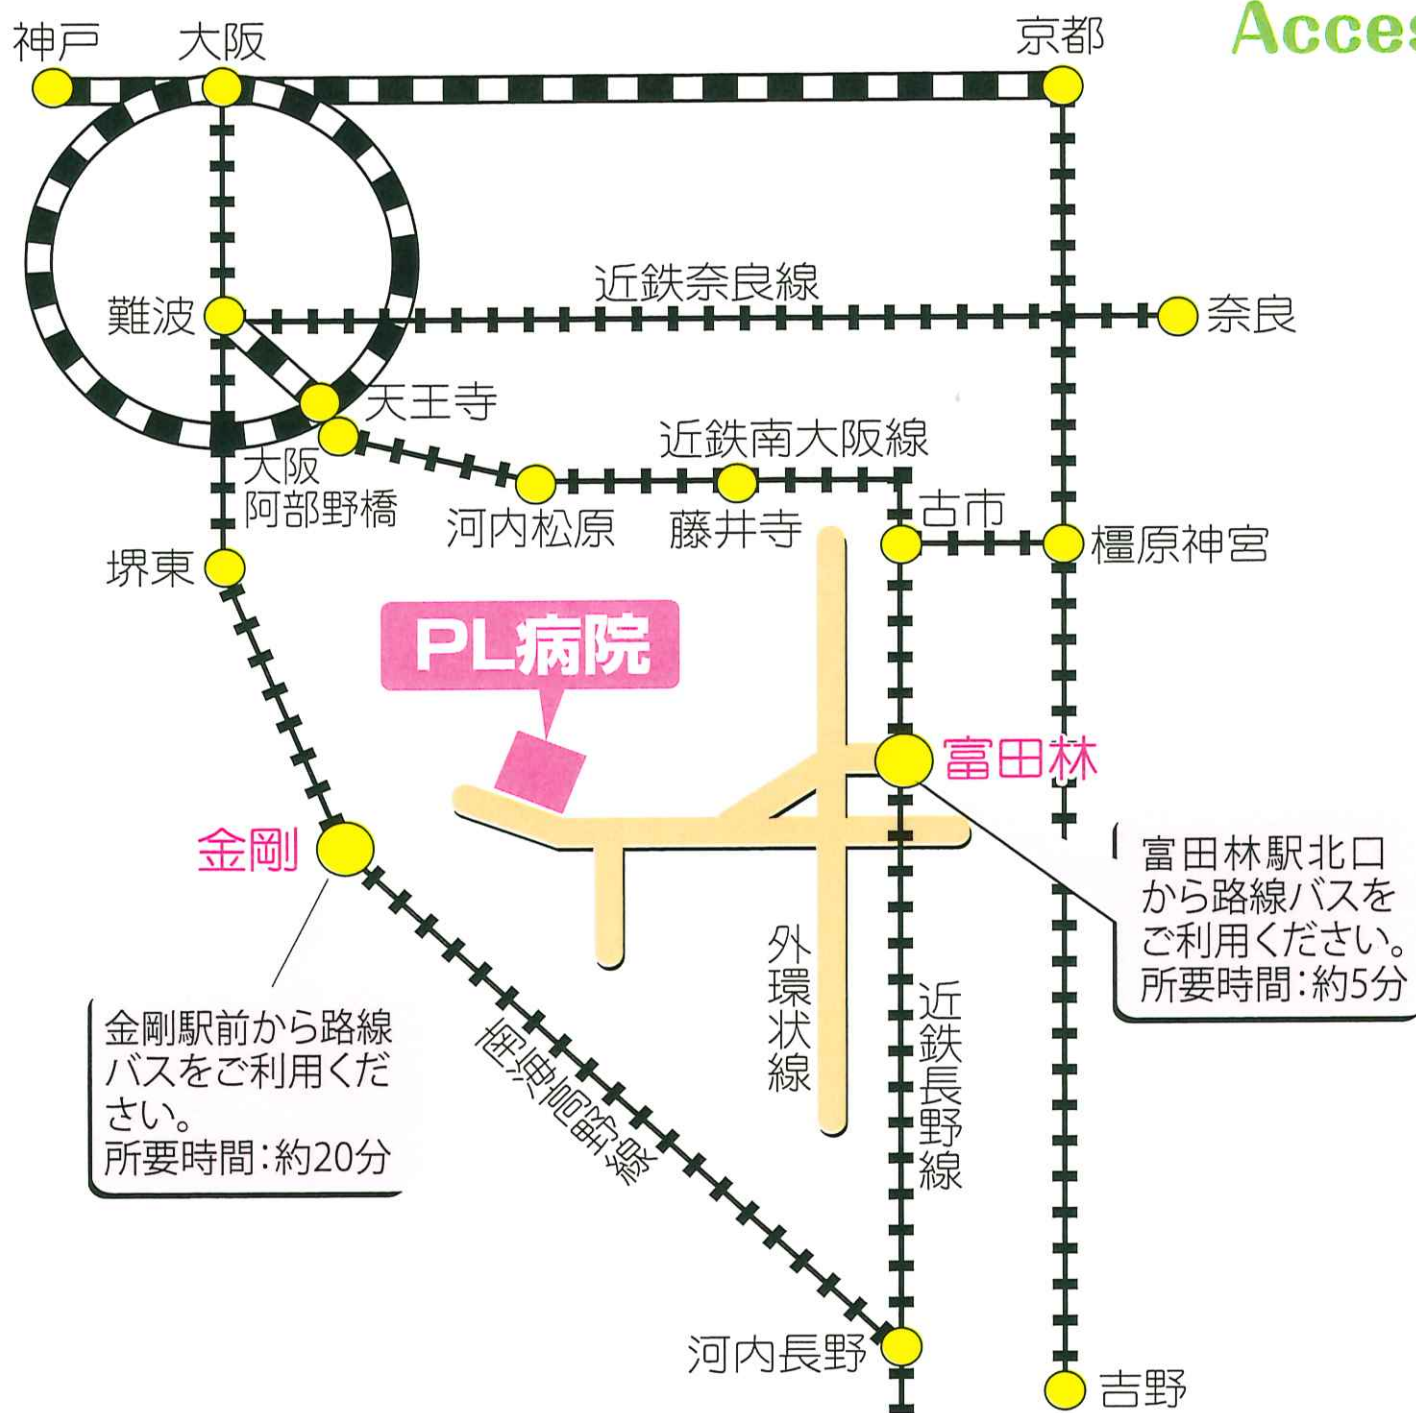 神戸
大阪
京都
Acces
近鉄奈良線
難波
奈良
天王寺
近鉄南大阪線
大阪
阿部野橋
河内松原
藤井寺
古市
橿原神宮
堺東
PL病院
富田林
金剛
富田林駅北口
から路線バスを
ご利用ください。
所要時間：約5分
外環状線
近鉄長野線
金剛駅前から路線
バスをご利用くだ
さい。
所要時間：約20分
南海高野線
河内長野
吉野